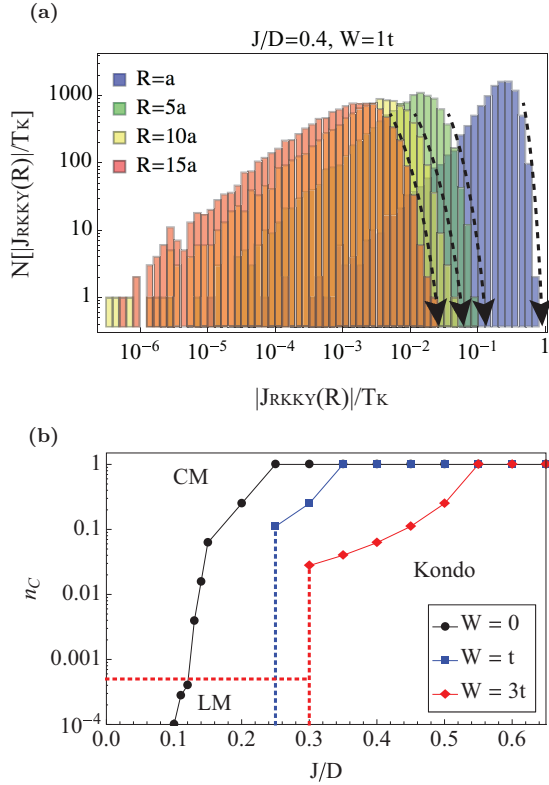 (a)
J/D=0.4, W=1t
N[|JRKKY(R)|/TK]
1000
100
10
1
R=a
R=5a
R=10a
R=15a
10⁻⁶ 10⁻⁵ 10⁻⁴ 10⁻³ 10⁻² 10⁻¹ 1
|JRKKY(R)|/TK
(b)
nC
1
0.1
0.01
0.001
10⁻⁴
CM
Kondo
LM
W = 0
W = t
W = 3t
0.0 0.1 0.2 0.3 0.4 0.5 0.6
J/D